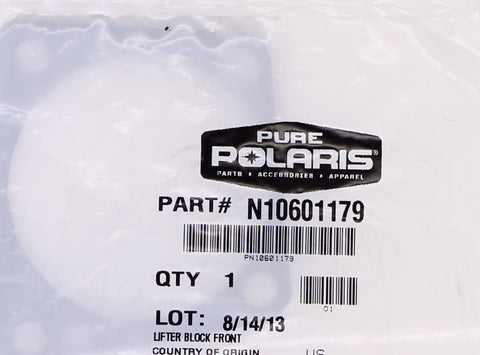 PURE
POLARIS®
PARTS • ACCESSORIES • APPAREL
PART# N10601179
PN10601179
QTY 1
Q1
LOT: 8/14/13
LIFTER BLOCK FRONT
COUNTRY OF ORIGIN US